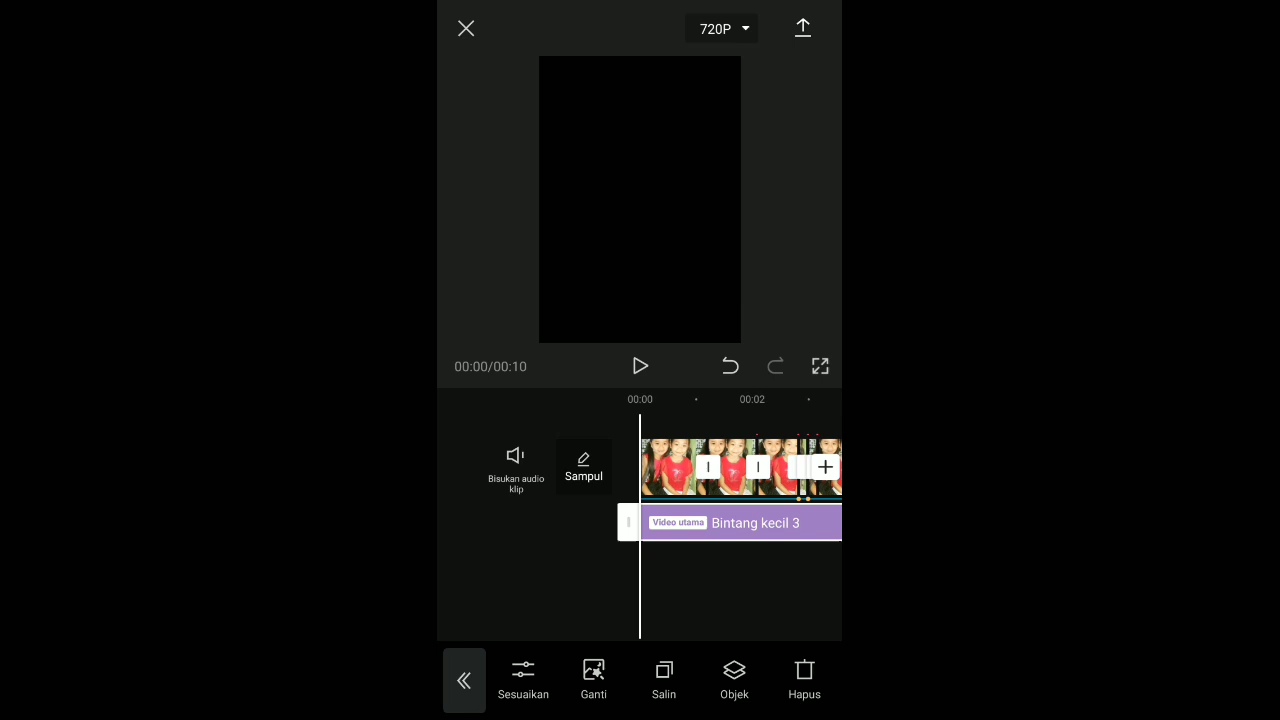 720P
00:00/00:10
00:00
00:02
Bisukan audio
klip
Sampul
Video utama
Bintang kecil 3
Sesuaikan
Ganti
Salin
Objek
Hapus